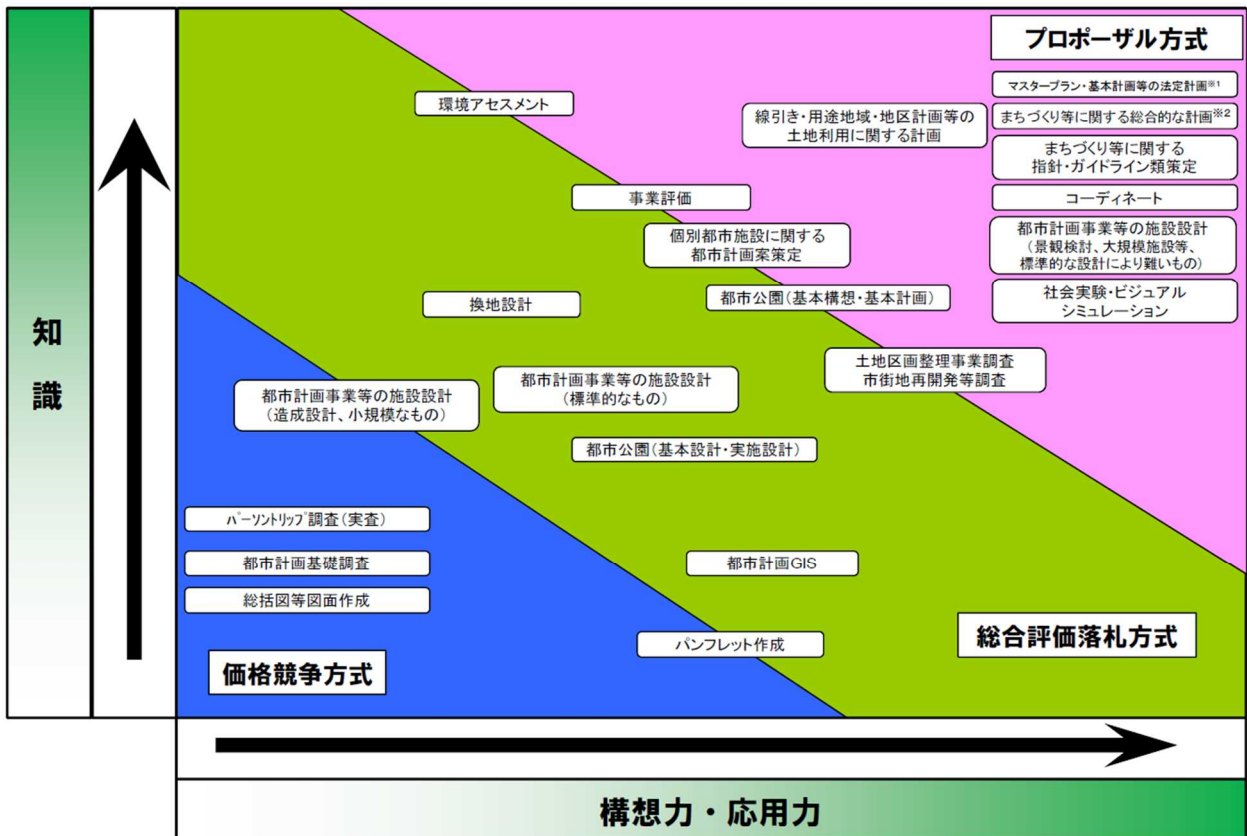 プロポーザル方式
マスタープラン・基本計画等の法定計画※1
環境アセスメント
線引き・用途地域・地区計画等の
土地利用に関する計画
まちづくり等に関する総合的な計画※2
まちづくり等に関する
指針・ガイドライン類策定
事業評価
コーディネート
個別都市施設に関する
都市計画案策定
都市計画事業等の施設設計
(景観検討、大規模施設等、
標準的な設計により難いもの)
換地設計
都市公園(基本構想・基本計画)
社会実験・ビジュアル
シミュレーション
知
識
土地区画整理事業調査
市街地再開発等調査
都市計画事業等の施設設計
(造成設計、小規模なもの)
都市計画事業等の施設設計
(標準的なもの)
都市公園(基本設計・実施設計)
ﾊﾟｰソントリップ調査(実査)
都市計画基礎調査
都市計画GIS
総括図等図面作成
パンフレット作成
総合評価落札方式
価格競争方式
構想力・応用力